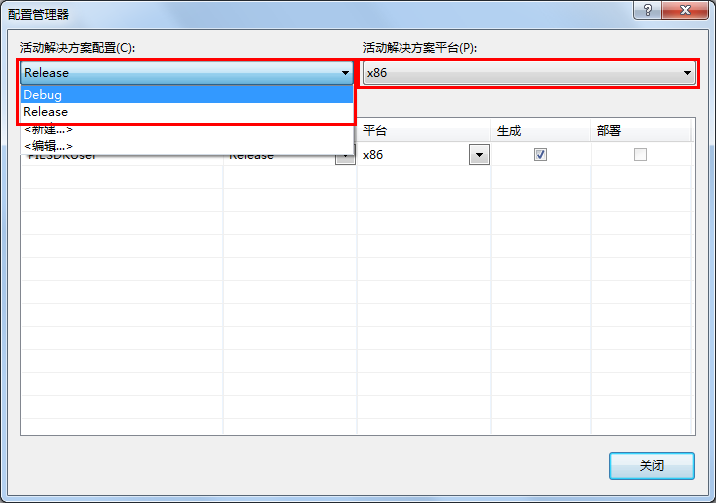 配置管理器
活动解决方案配置(C):
活动解决方案平台(P):
Release
x86
Debug
Release
<新建...>
<编辑...>
平台
生成
部署
PIESDKUser
Release
x86
关闭